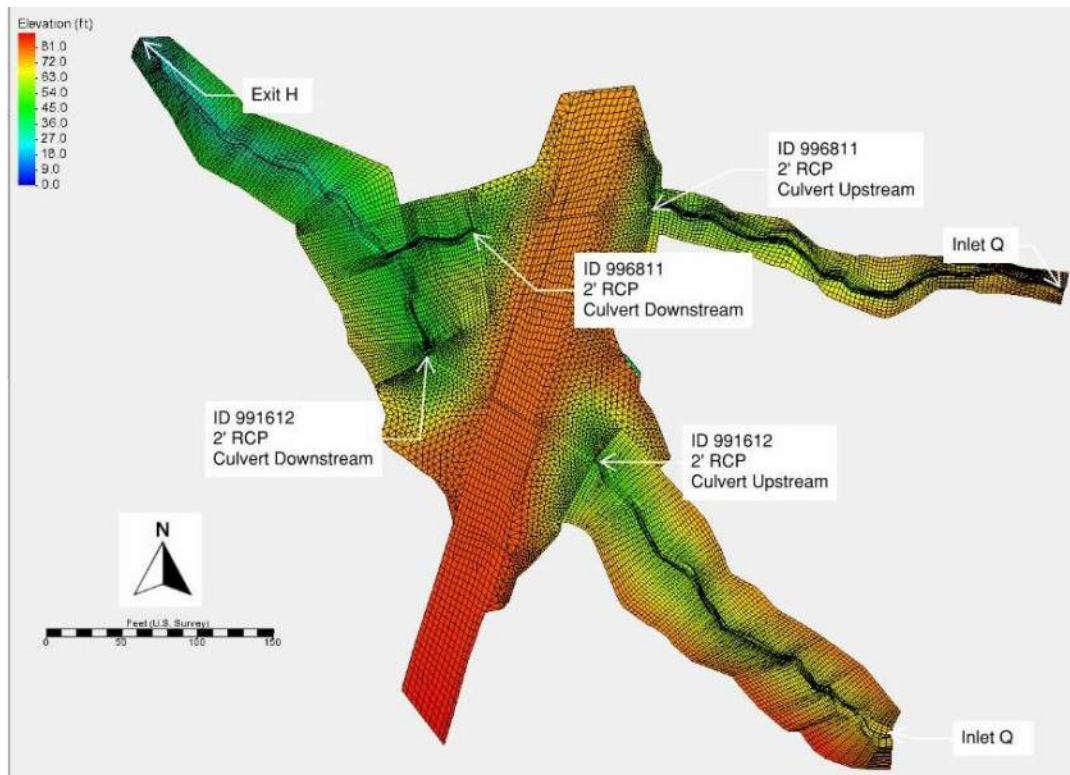 Elevation (ft)
81.0
72.0
63.0
54.0
45.0
36.0
27.0
18.0
9.0
0.0
Exit H
ID 996811
2' RCP
Culvert Upstream
Inlet Q
ID 996811
2' RCP
Culvert Downstream
ID 991612
2' RCP
Culvert Downstream
ID 991612
2' RCP
Culvert Upstream
N
Feet (U.S. Survey)
0 50 100 150
Inlet Q